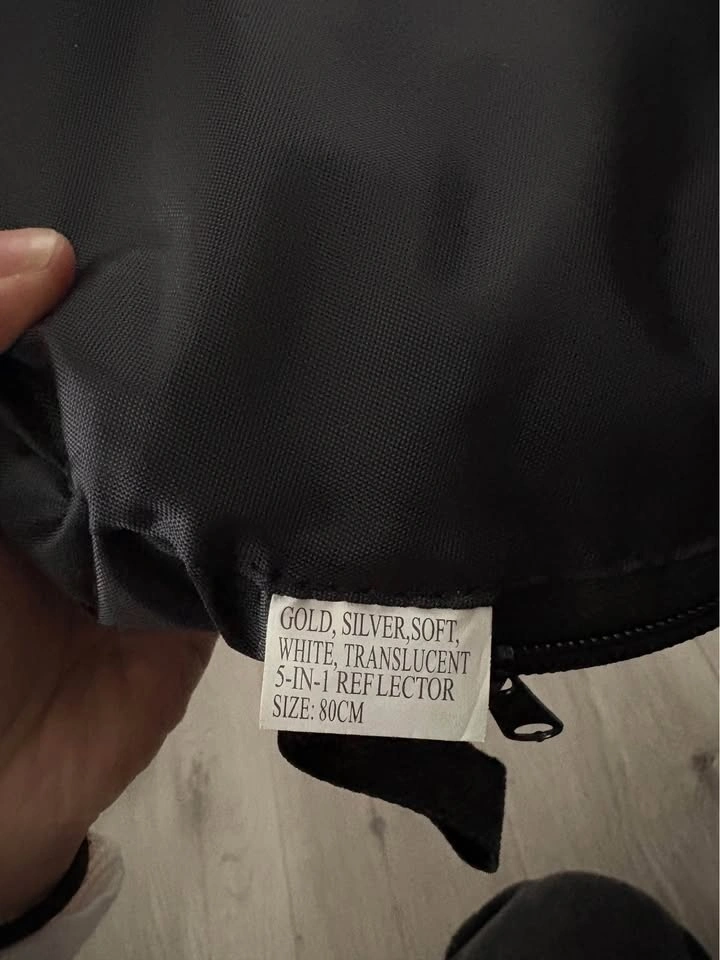 GOLD, SILVER,SOFT,
WHITE, TRANSLUCENT
5-IN-1 REFLECTOR
SIZE: 80CM